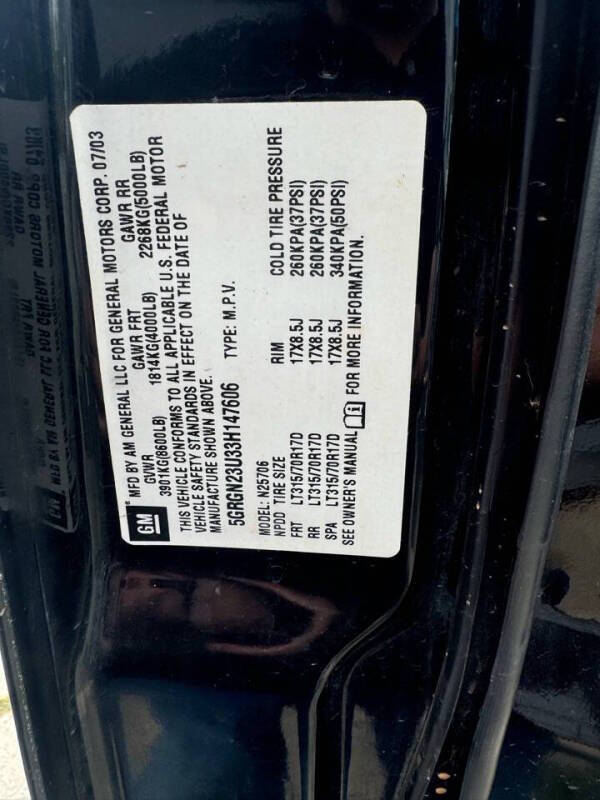 GM MFD BY AM GENERAL LLC FOR GENERAL MOTORS CORP. 07/03
GVWR GAWR FRT GAWR RR
3901KG(8600LB) 1814KG(4000LB) 2268KG(5000LB)
THIS VEHICLE CONFORMS TO ALL APPLICABLE U.S. FEDERAL MOTOR
VEHICLE SAFETY STANDARDS IN EFFECT ON THE DATE OF
MANUFACTURE SHOWN ABOVE.
5GRGN23U33H147606 TYPE: M.P.V.
MODEL: N25706
NPDD TIRE SIZE RIM COLD TIRE PRESSURE
FRT LT315/70R17D 17X8.5J 260KPA(37PSI)
RR LT315/70R17D 17X8.5J 260KPA(37PSI)
SPA LT315/70R17D 17X8.5J 340KPA(50PSI)
SEE OWNER'S MANUAL FOR MORE INFORMATION.